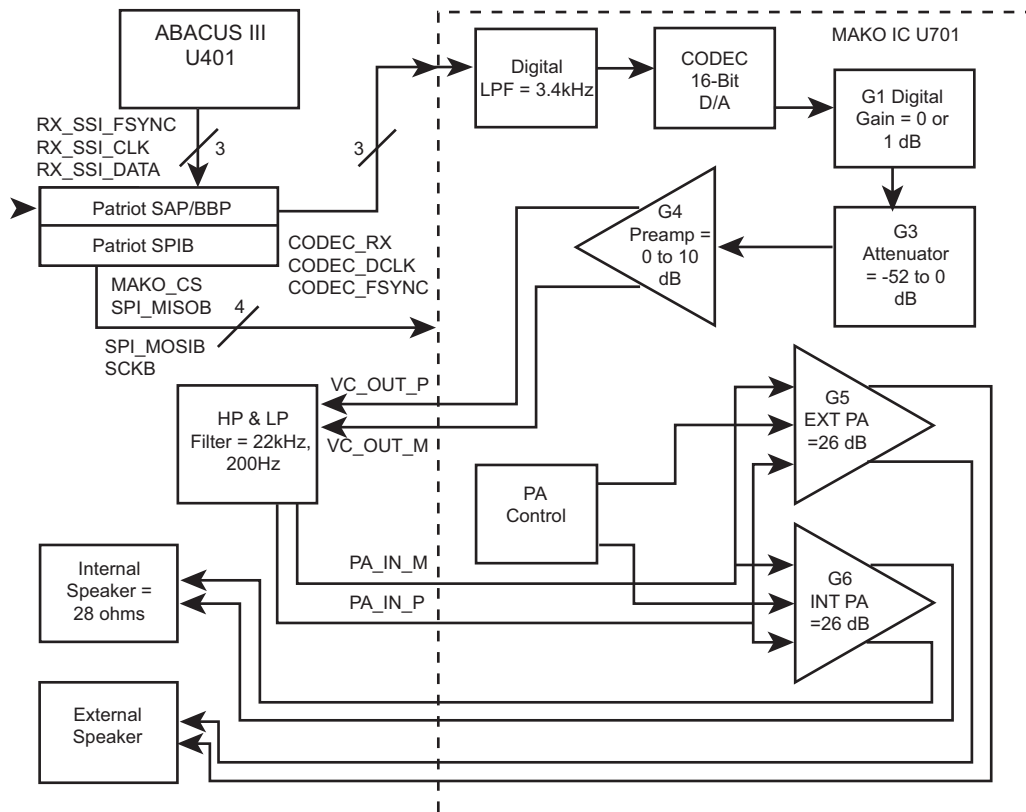 ABACUS III
U401
MAKO IC U701
Digital
LPF = 3.4kHz
CODEC
16-Bit
D/A
G1 Digital
Gain = 0 or
1 dB
RX_SSI_FSYNC
RX_SSI_CLK
RX_SSI_DATA
3
3
Patriot SAP/BBP
Patriot SPIB
CODEC_RX
CODEC_DCLK
CODEC_FSYNC
G4
Preamp =
0 to 10
dB
G3
Attenuator
= -52 to 0
dB
MAKO_CS
SPI_MISOB
4
SPI_MOSIB
SCKB
VC_OUT_P
HP & LP
Filter = 22kHz,
200Hz
VC_OUT_M
G5
EXT PA
=26 dB
PA
Control
PA_IN_M
PA_IN_P
G6
INT PA
=26 dB
Internal
Speaker =
28 ohms
External
Speaker